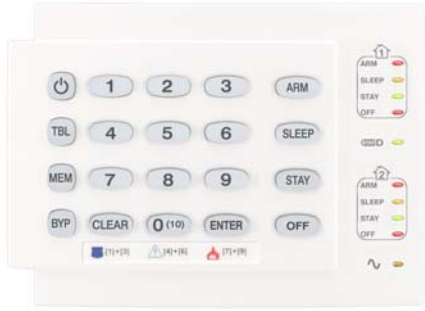 1 2 3 ARM
TBL 4 5 6 SLEEP
MEM 7 8 9 STAY
BYP CLEAR 0 (10) ENTER OFF
(1)+(3) (4)+(6) (7)+(9)
1
ARM
SLEEP
STAY
OFF
2
ARM
SLEEP
STAY
OFF